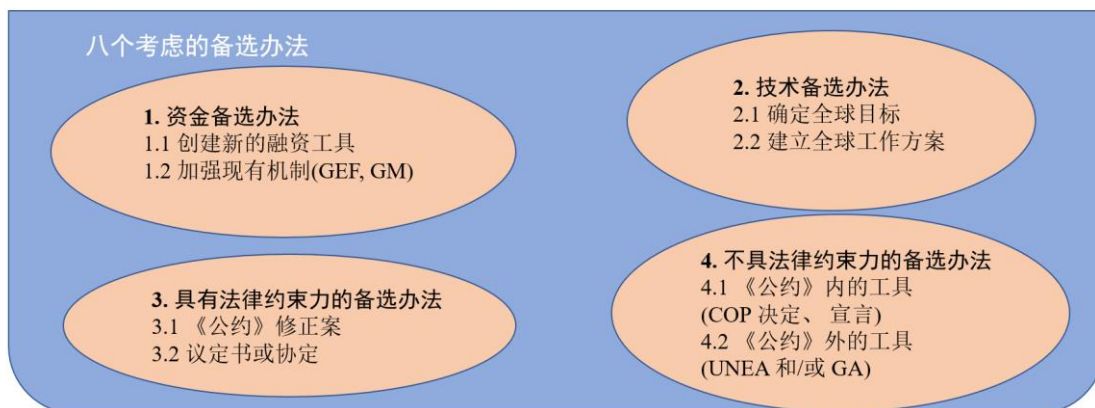 八个考虑的备选办法
1. 资金备选办法
1.1 创建新的融资工具
1.2 加强现有机制(GEF, GM)
2. 技术备选办法
2.1 确定全球目标
2.2 建立全球工作方案
3. 具有法律约束力的备选办法
3.1 《公约》修正案
3.2 议定书或协定
4. 不具法律约束力的备选办法
4.1 《公约》内的工具
(COP 决定、 宣言)
4.2 《公约》外的工具
(UNEA 和/或 GA)